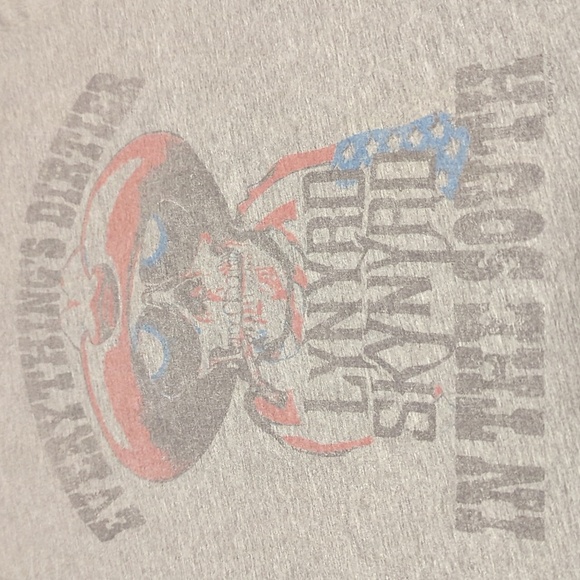 EVERYTHING'S DIRTIER
LYNYRD
SKYNYRD
IN THE SOUTH